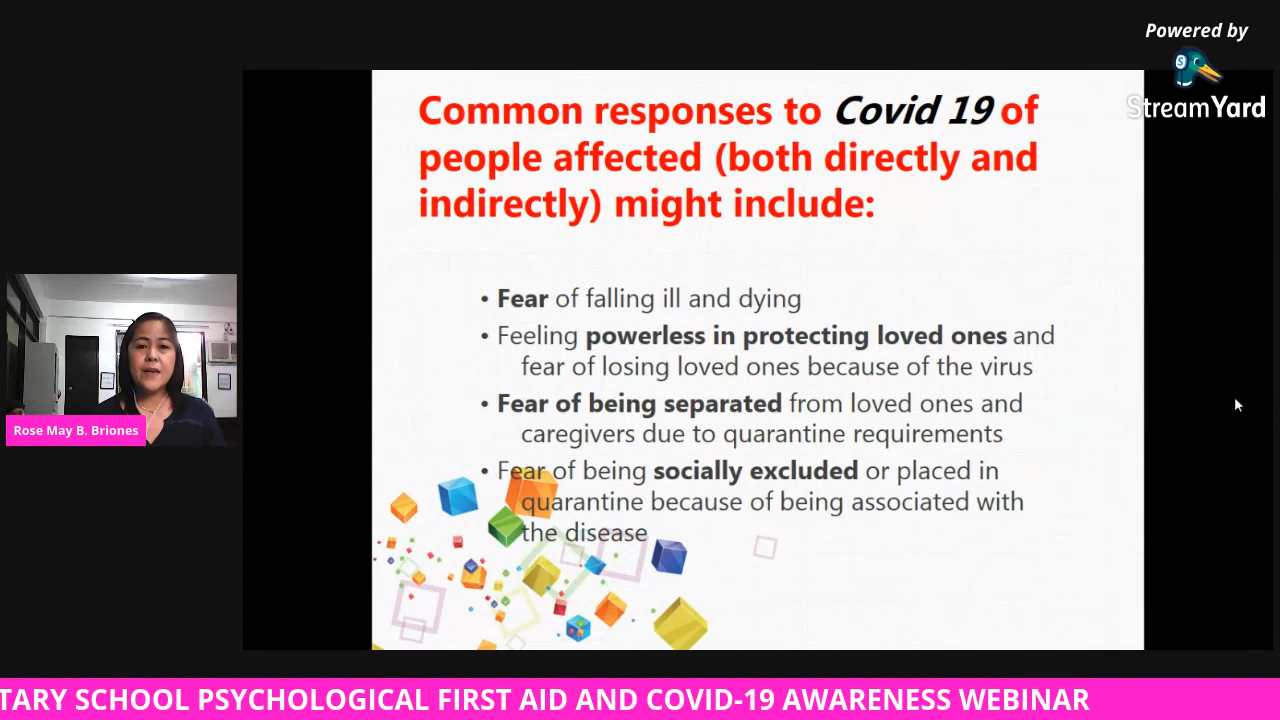 Powered by
StreamYard
Common responses to Covid 19 of
people affected (both directly and
indirectly) might include:
• Fear of falling ill and dying
• Feeling powerless in protecting loved ones and
fear of losing loved ones because of the virus
• Fear of being separated from loved ones and
caregivers due to quarantine requirements
• Fear of being socially excluded or placed in
quarantine because of being associated with
the disease
Rose May B. Briones
TARY SCHOOL PSYCHOLOGICAL FIRST AID AND COVID-19 AWARENESS WEBINAR